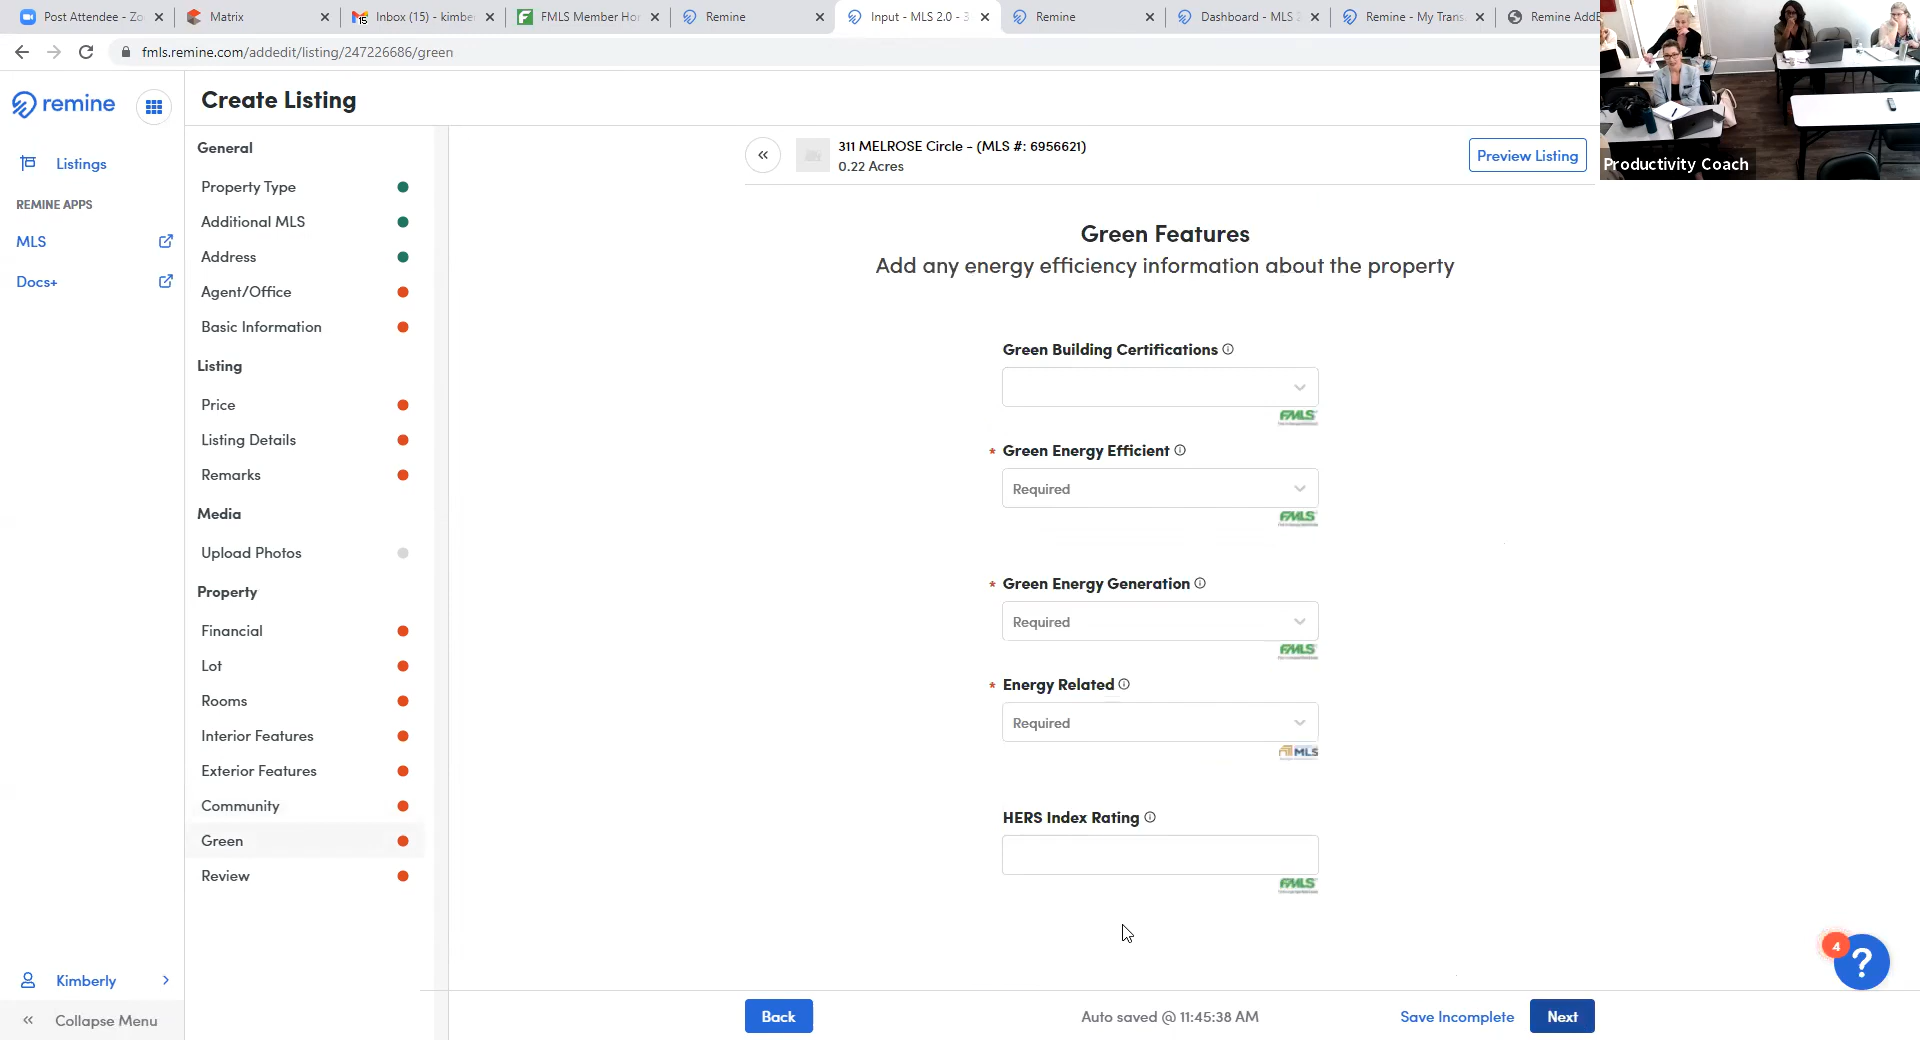 Post Attendee - Zo
Matrix
Inbox (15) - kimbe
FMLS Member Ho
Remine
Input - MLS 2.0 - 3
Remine
Dashboard - MLS 2
Remine - My Trans
Remine AddE
fmls.remine.com/addedit/listing/247226686/green
remine
Listings
REMINE APPS
MLS
Docs+
Kimberly
Collapse Menu
Create Listing
General
Property Type
Additional MLS
Address
Agent/Office
Basic Information
Listing
Price
Listing Details
Remarks
Media
Upload Photos
Property
Financial
Lot
Rooms
Interior Features
Exterior Features
Community
Green
Review
311 MELROSE Circle - (MLS #: 6956621)
0.22 Acres
Preview Listing
Green Features
Add any energy efficiency information about the property
Green Building Certifications
FMLS
* Green Energy Efficient
Required
FMLS
* Green Energy Generation
Required
FMLS
* Energy Related
Required
MLS
HERS Index Rating
FMLS
Back
Auto saved @ 11:45:38 AM
Save Incomplete
Next
4
?
Productivity Coach